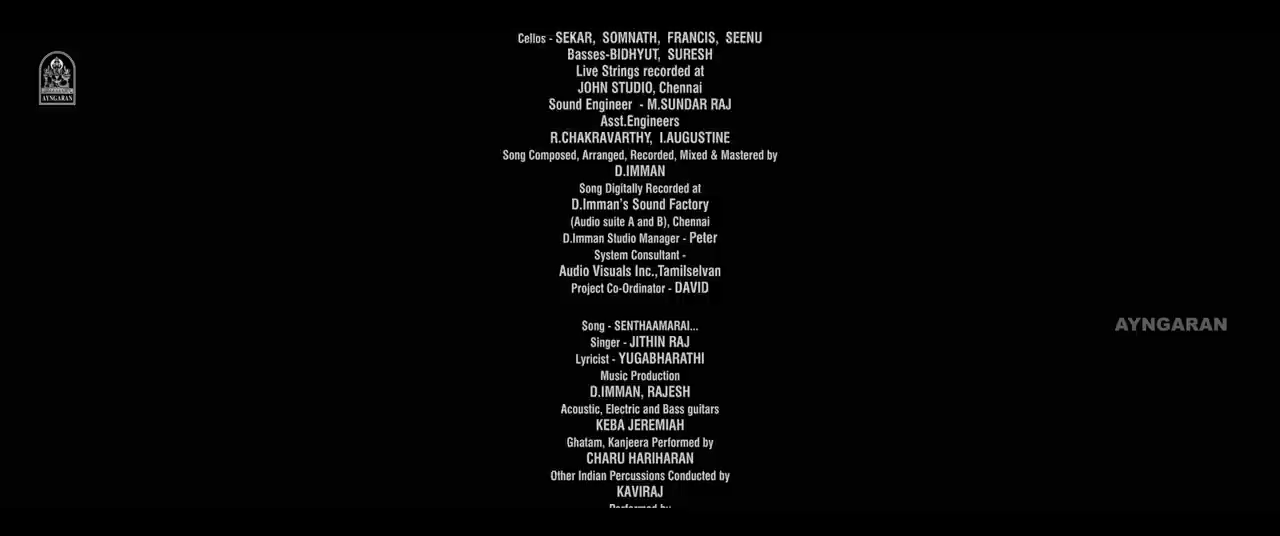 Cellos - SEKAR, SOMNATH, FRANCIS, SEENU
Basses-BIDHYUT, SURESH
Live Strings recorded at
JOHN STUDIO, Chennai
Sound Engineer - M.SUNDAR RAJ
Asst.Engineers
R.CHAKRAVARTHY, I.AUGUSTINE
Song Composed, Arranged, Recorded, Mixed & Mastered by
D.IMMAN
Song Digitally Recorded at
D.Imman's Sound Factory
(Audio suite A and B), Chennai
D.Imman Studio Manager - Peter
System Consultant -
Audio Visuals Inc.,Tamilselvan
Project Co-Ordinator - DAVID
Song - SENTHAAMARAI...
Singer - JITHIN RAJ
Lyricist - YUGABHARATHI
Music Production
D.IMMAN, RAJESH
Acoustic, Electric and Bass guitars
KEBA JEREMIAH
Ghatam, Kanjeera Performed by
CHARU HARIHARAN
Other Indian Percussions Conducted by
KAVIRAJ
Performed by
AYNGARAN
AYNGARAN